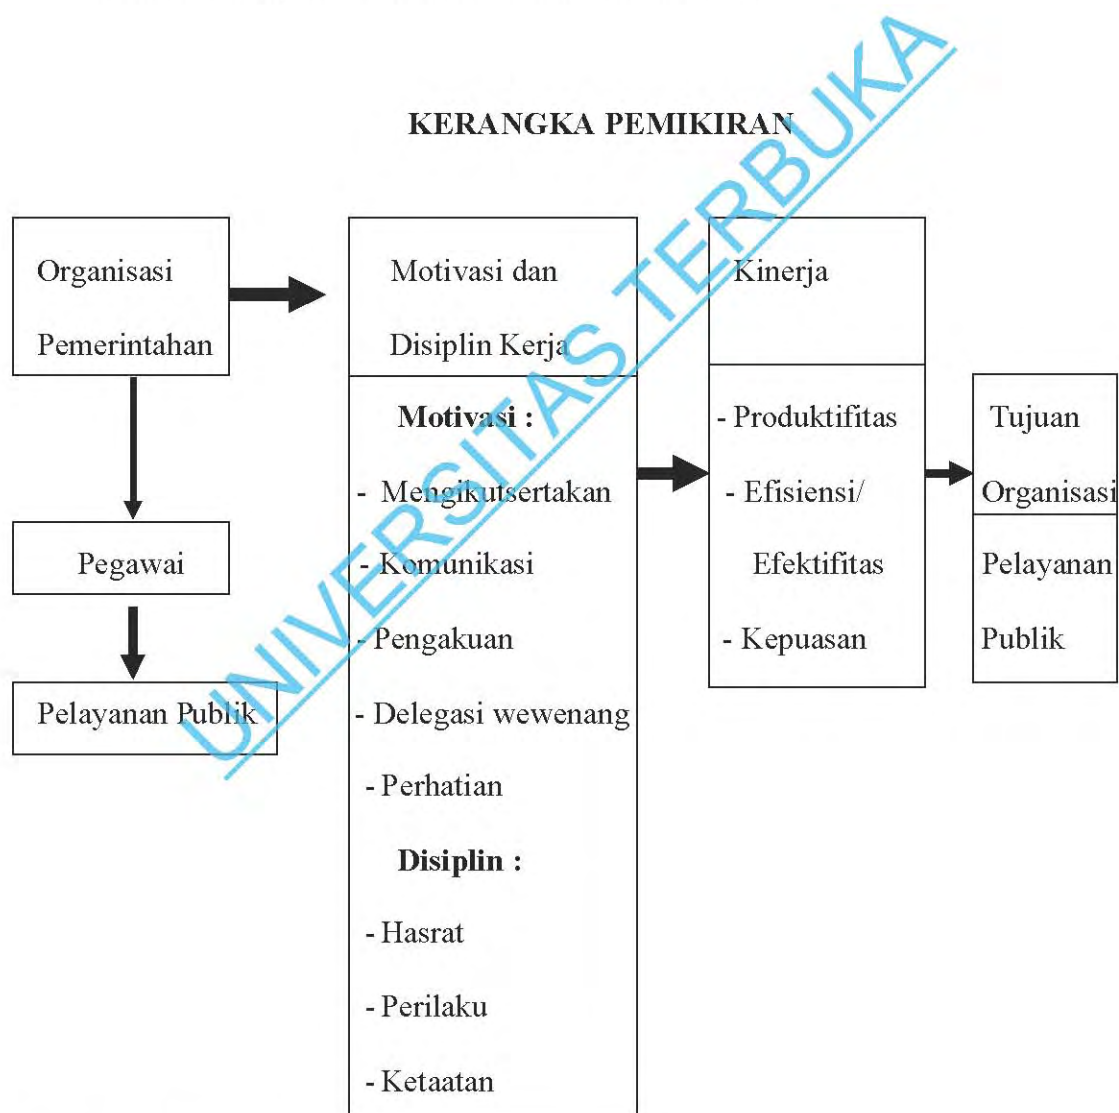 KERANGKA PEMIKIRAN
Organisasi
Pemerintahan
Pegawai
Pelayanan Publik
Motivasi dan
Disiplin Kerja
Motivasi :
- Mengikutsertakan
- Komunikasi
- Pengakuan
- Delegasi wewenang
- Perhatian
Disiplin :
- Hasrat
- Perilaku
- Ketaatan
Kinerja
- Produktifitas
- Efisiensi/
Efektifitas
- Kepuasan
Tujuan
Organisasi
Pelayanan
Publik
UNIVERSITAS TERBUKA